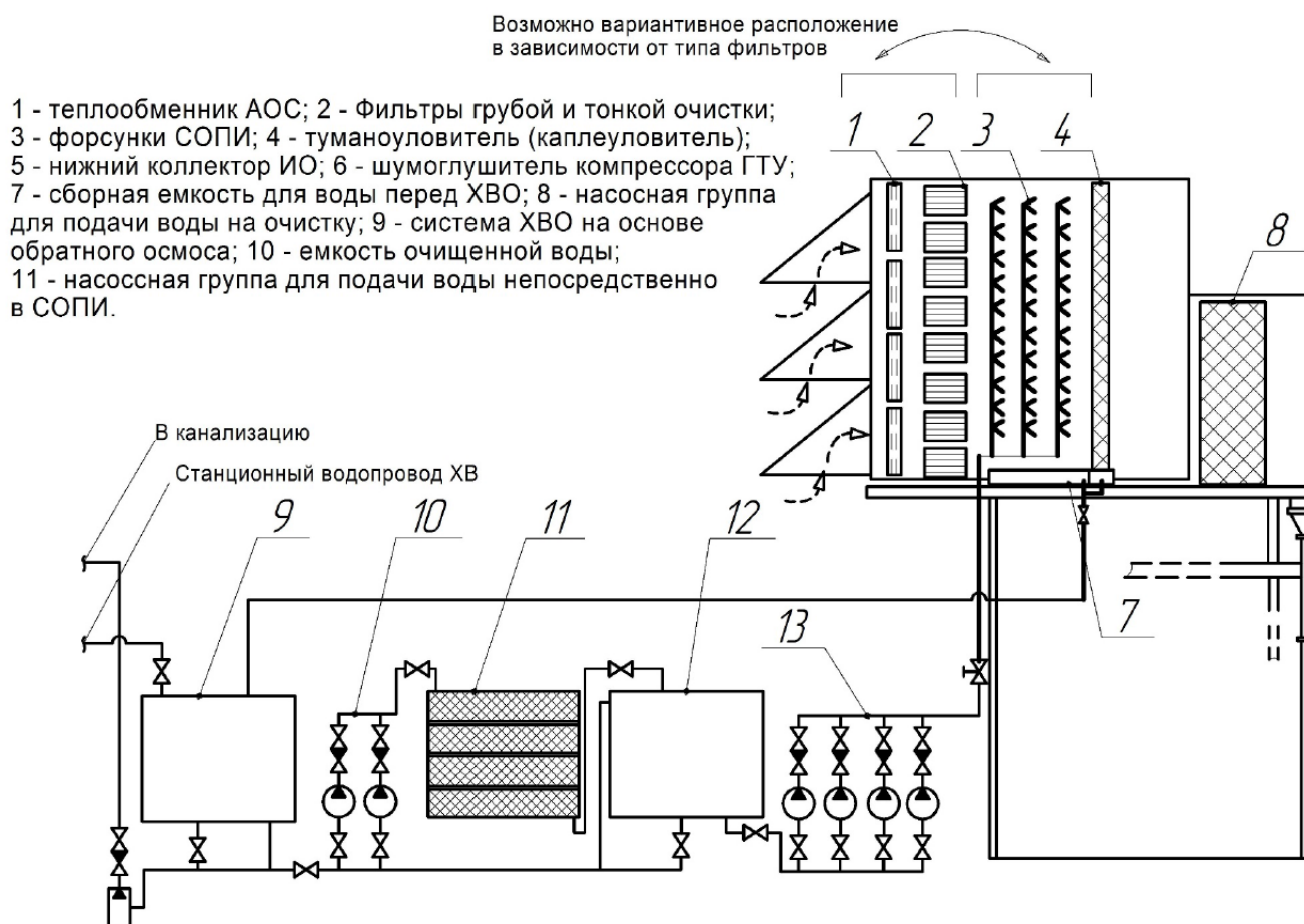 Возможно вариантивное расположение
в зависимости от типа фильтров
1 - теплообменник АОС; 2 - Фильтры грубой и тонкой очистки;
3 - форсунки СОПИ; 4 - туманоуловитель (каплеуловитель);
5 - нижний коллектор ИО; 6 - шумоглушитель компрессора ГТУ;
7 - сборная емкость для воды перед ХВО; 8 - насосная группа
для подачи воды на очистку; 9 - система ХВО на основе
обратного осмоса; 10 - емкость очищенной воды;
11 - насоссная группа для подачи воды непосредственно
в СОПИ.
1 2 3 4
8
В канализацию
Станционный водопровод ХВ
9 10 11 12
13 7